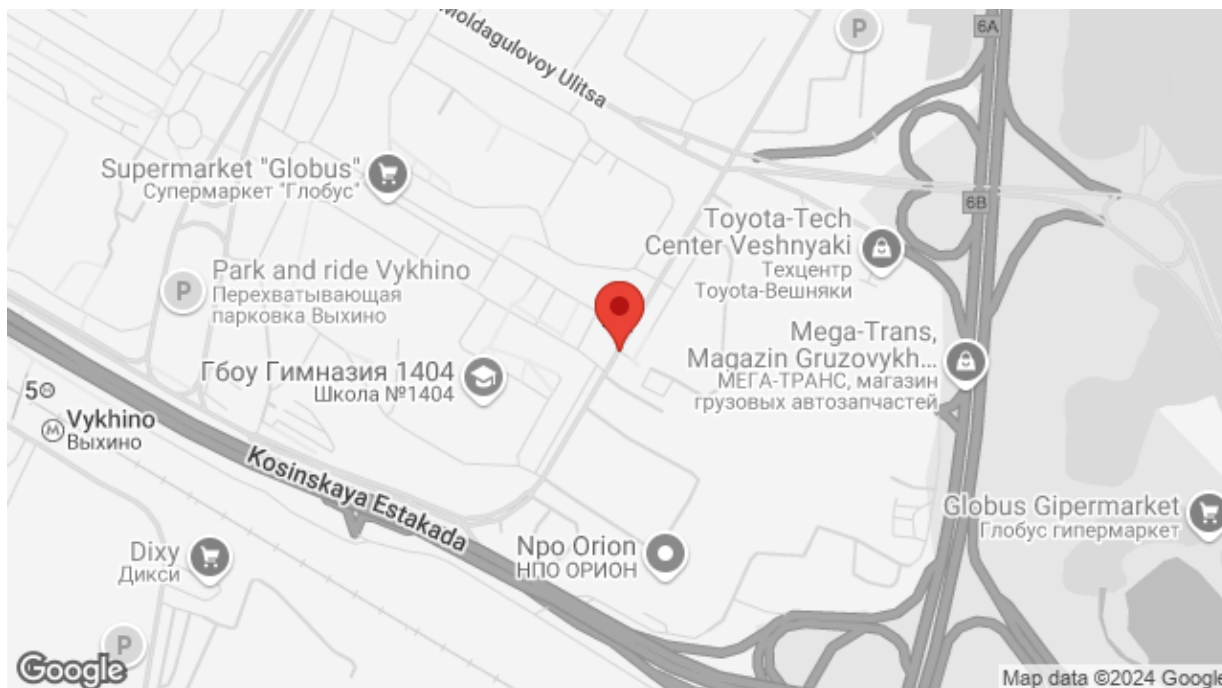 Moldagulovoy Ulitsa
P
6A
Supermarket "Globus"
Супермаркет "Глобус"
6B
Toyota-Tech
Center Veshnyaki
Техцентр
Toyota-Вешняки
P
Park and ride Vykhino
Перехватывающая
парковка Выхино
Mega-Trans,
Magazin Gruzovykh...
МЕГА-ТРАНС, магазин
грузовых автозапчастей
Гбоу Гимназия 1404
Школа №1404
5
M
Vykhino
Выхино
Kosinskaya Estakada
Globus Gipermarket
Глобус гипермаркет
Npo Orion
НПО ОРИОН
Dixy
Дикси
P
Google
Map data ©2024 Google